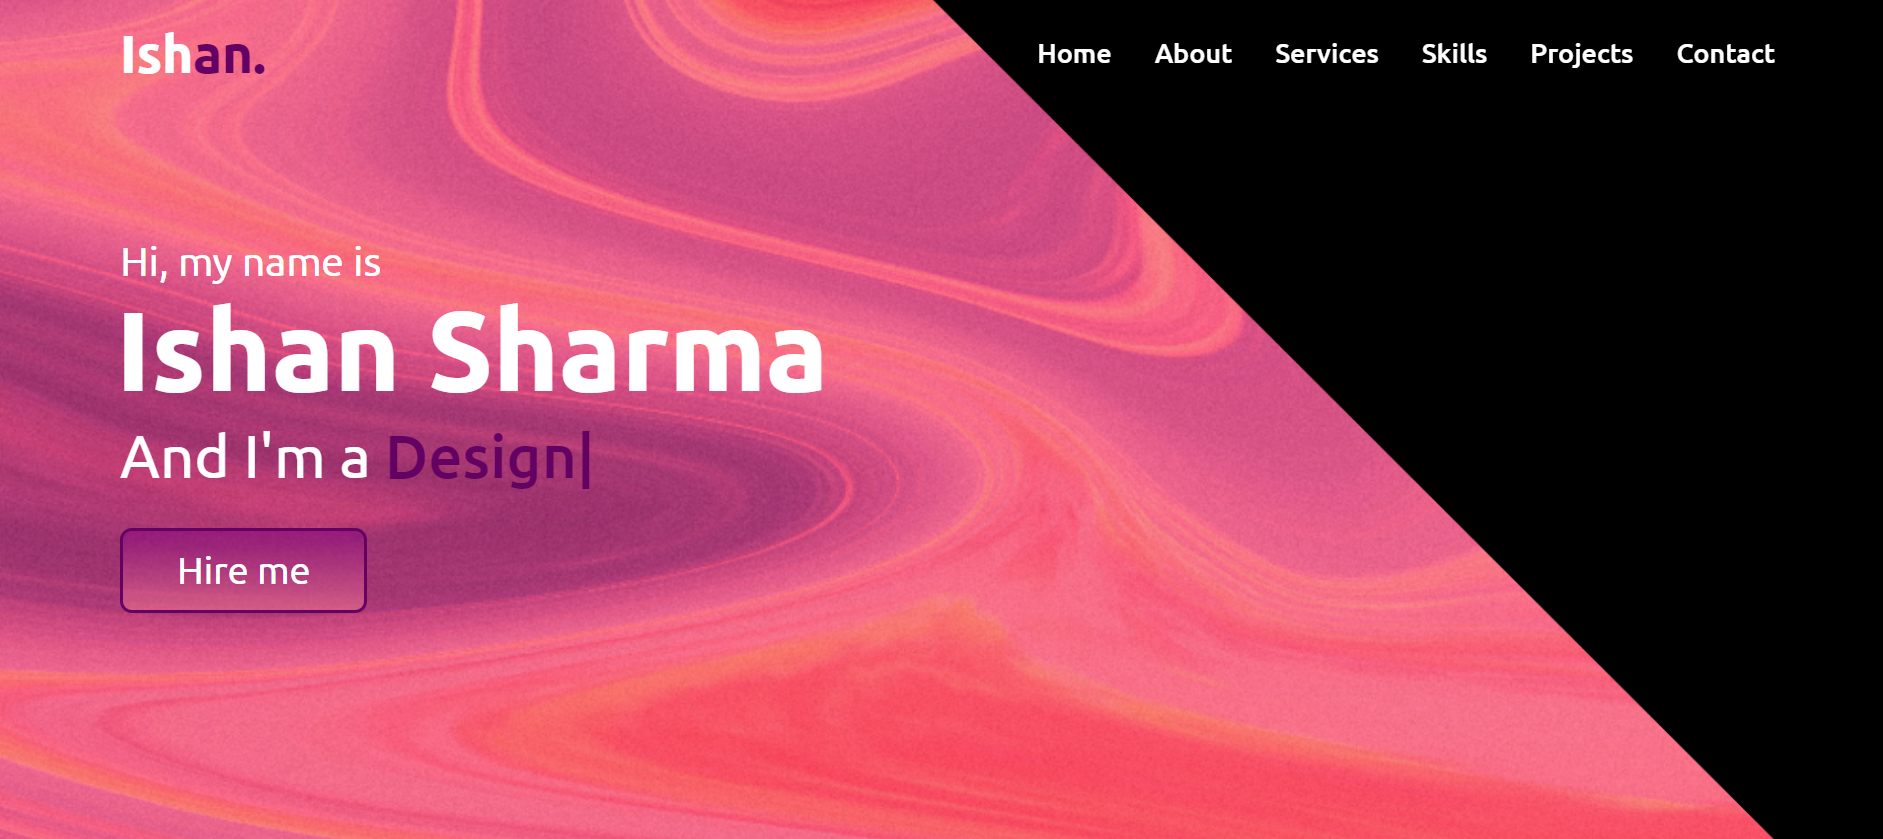 Ishan.
Home About Services Skills Projects Contact
Hi, my name is
Ishan Sharma
And I'm a Design|
Hire me